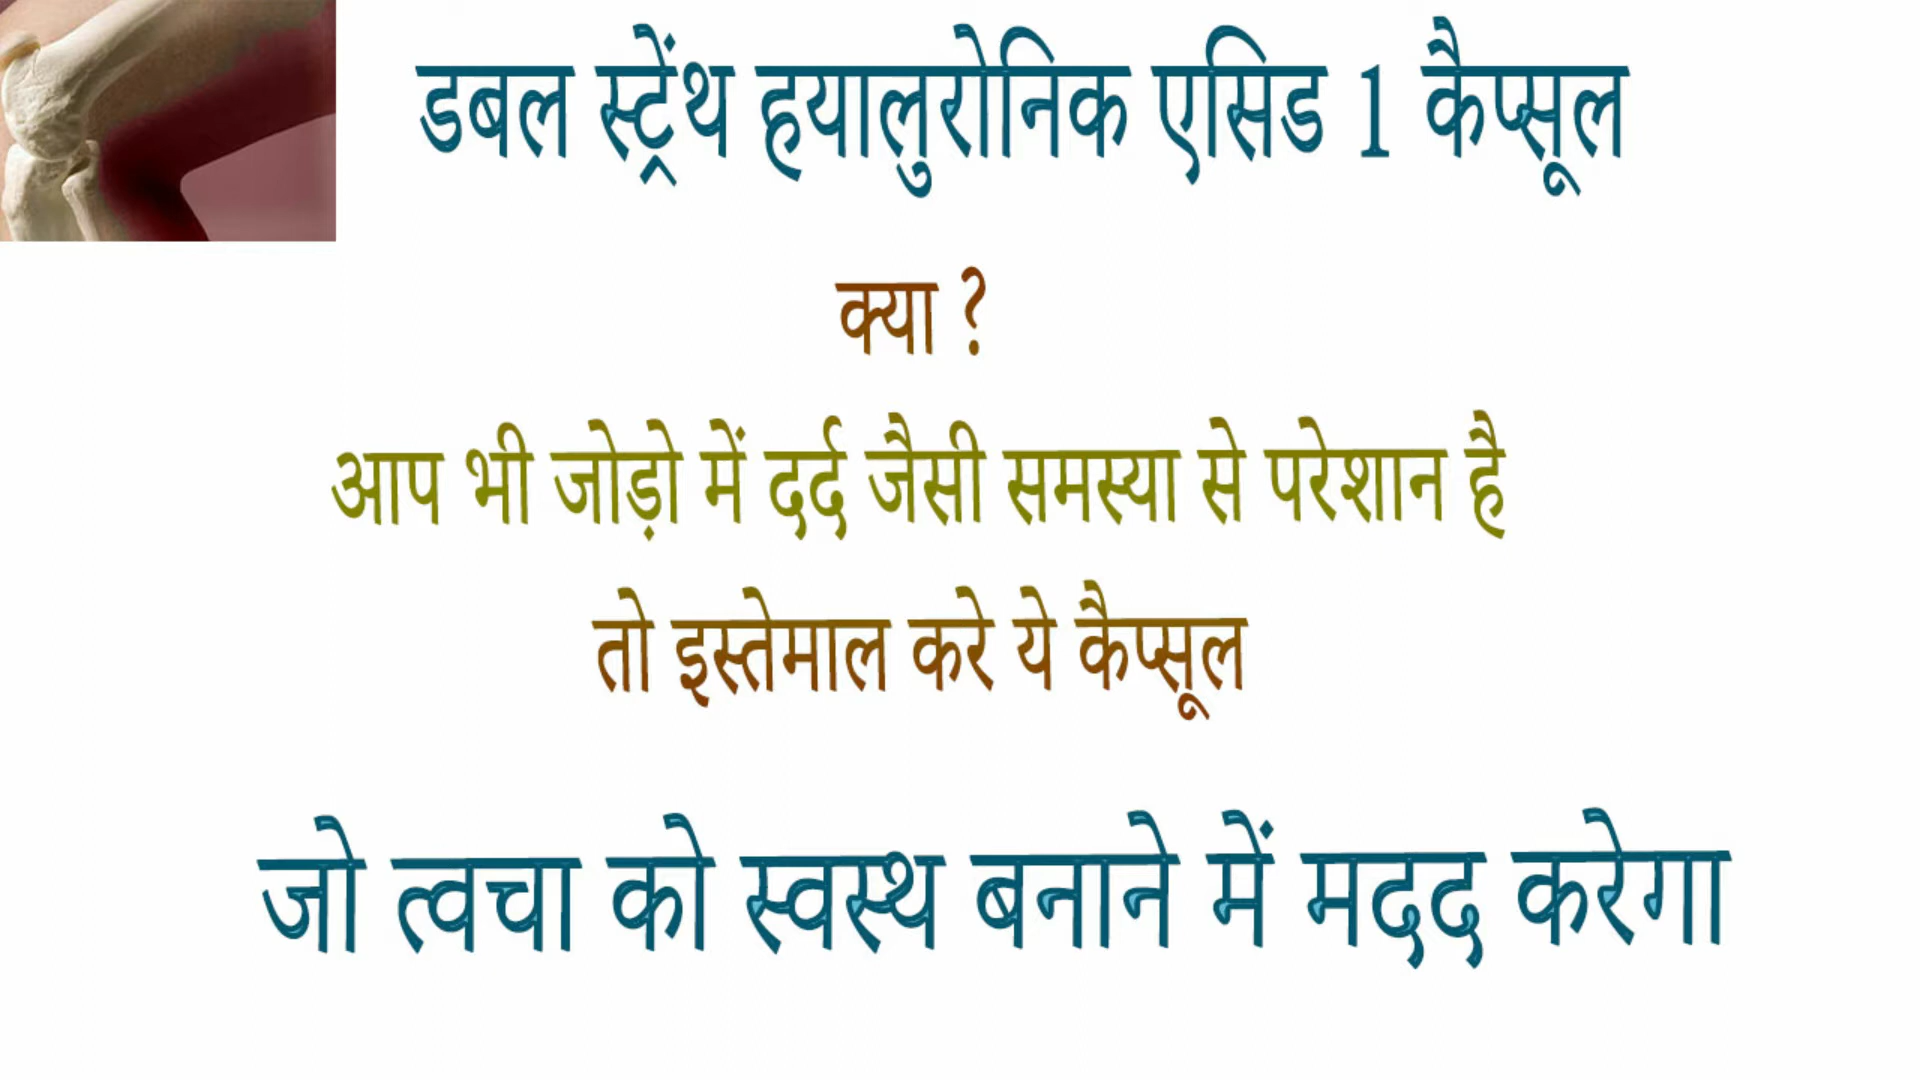 डबल स्ट्रेंथ हयालुरोनिक एसिड 1 कैप्सूल
क्या ?
आप भी जोड़ो में दर्द जैसी समस्या से परेशान है
तो इस्तेमाल करे ये कैप्सूल
जो त्वचा को स्वस्थ बनाने में मदद करेगा